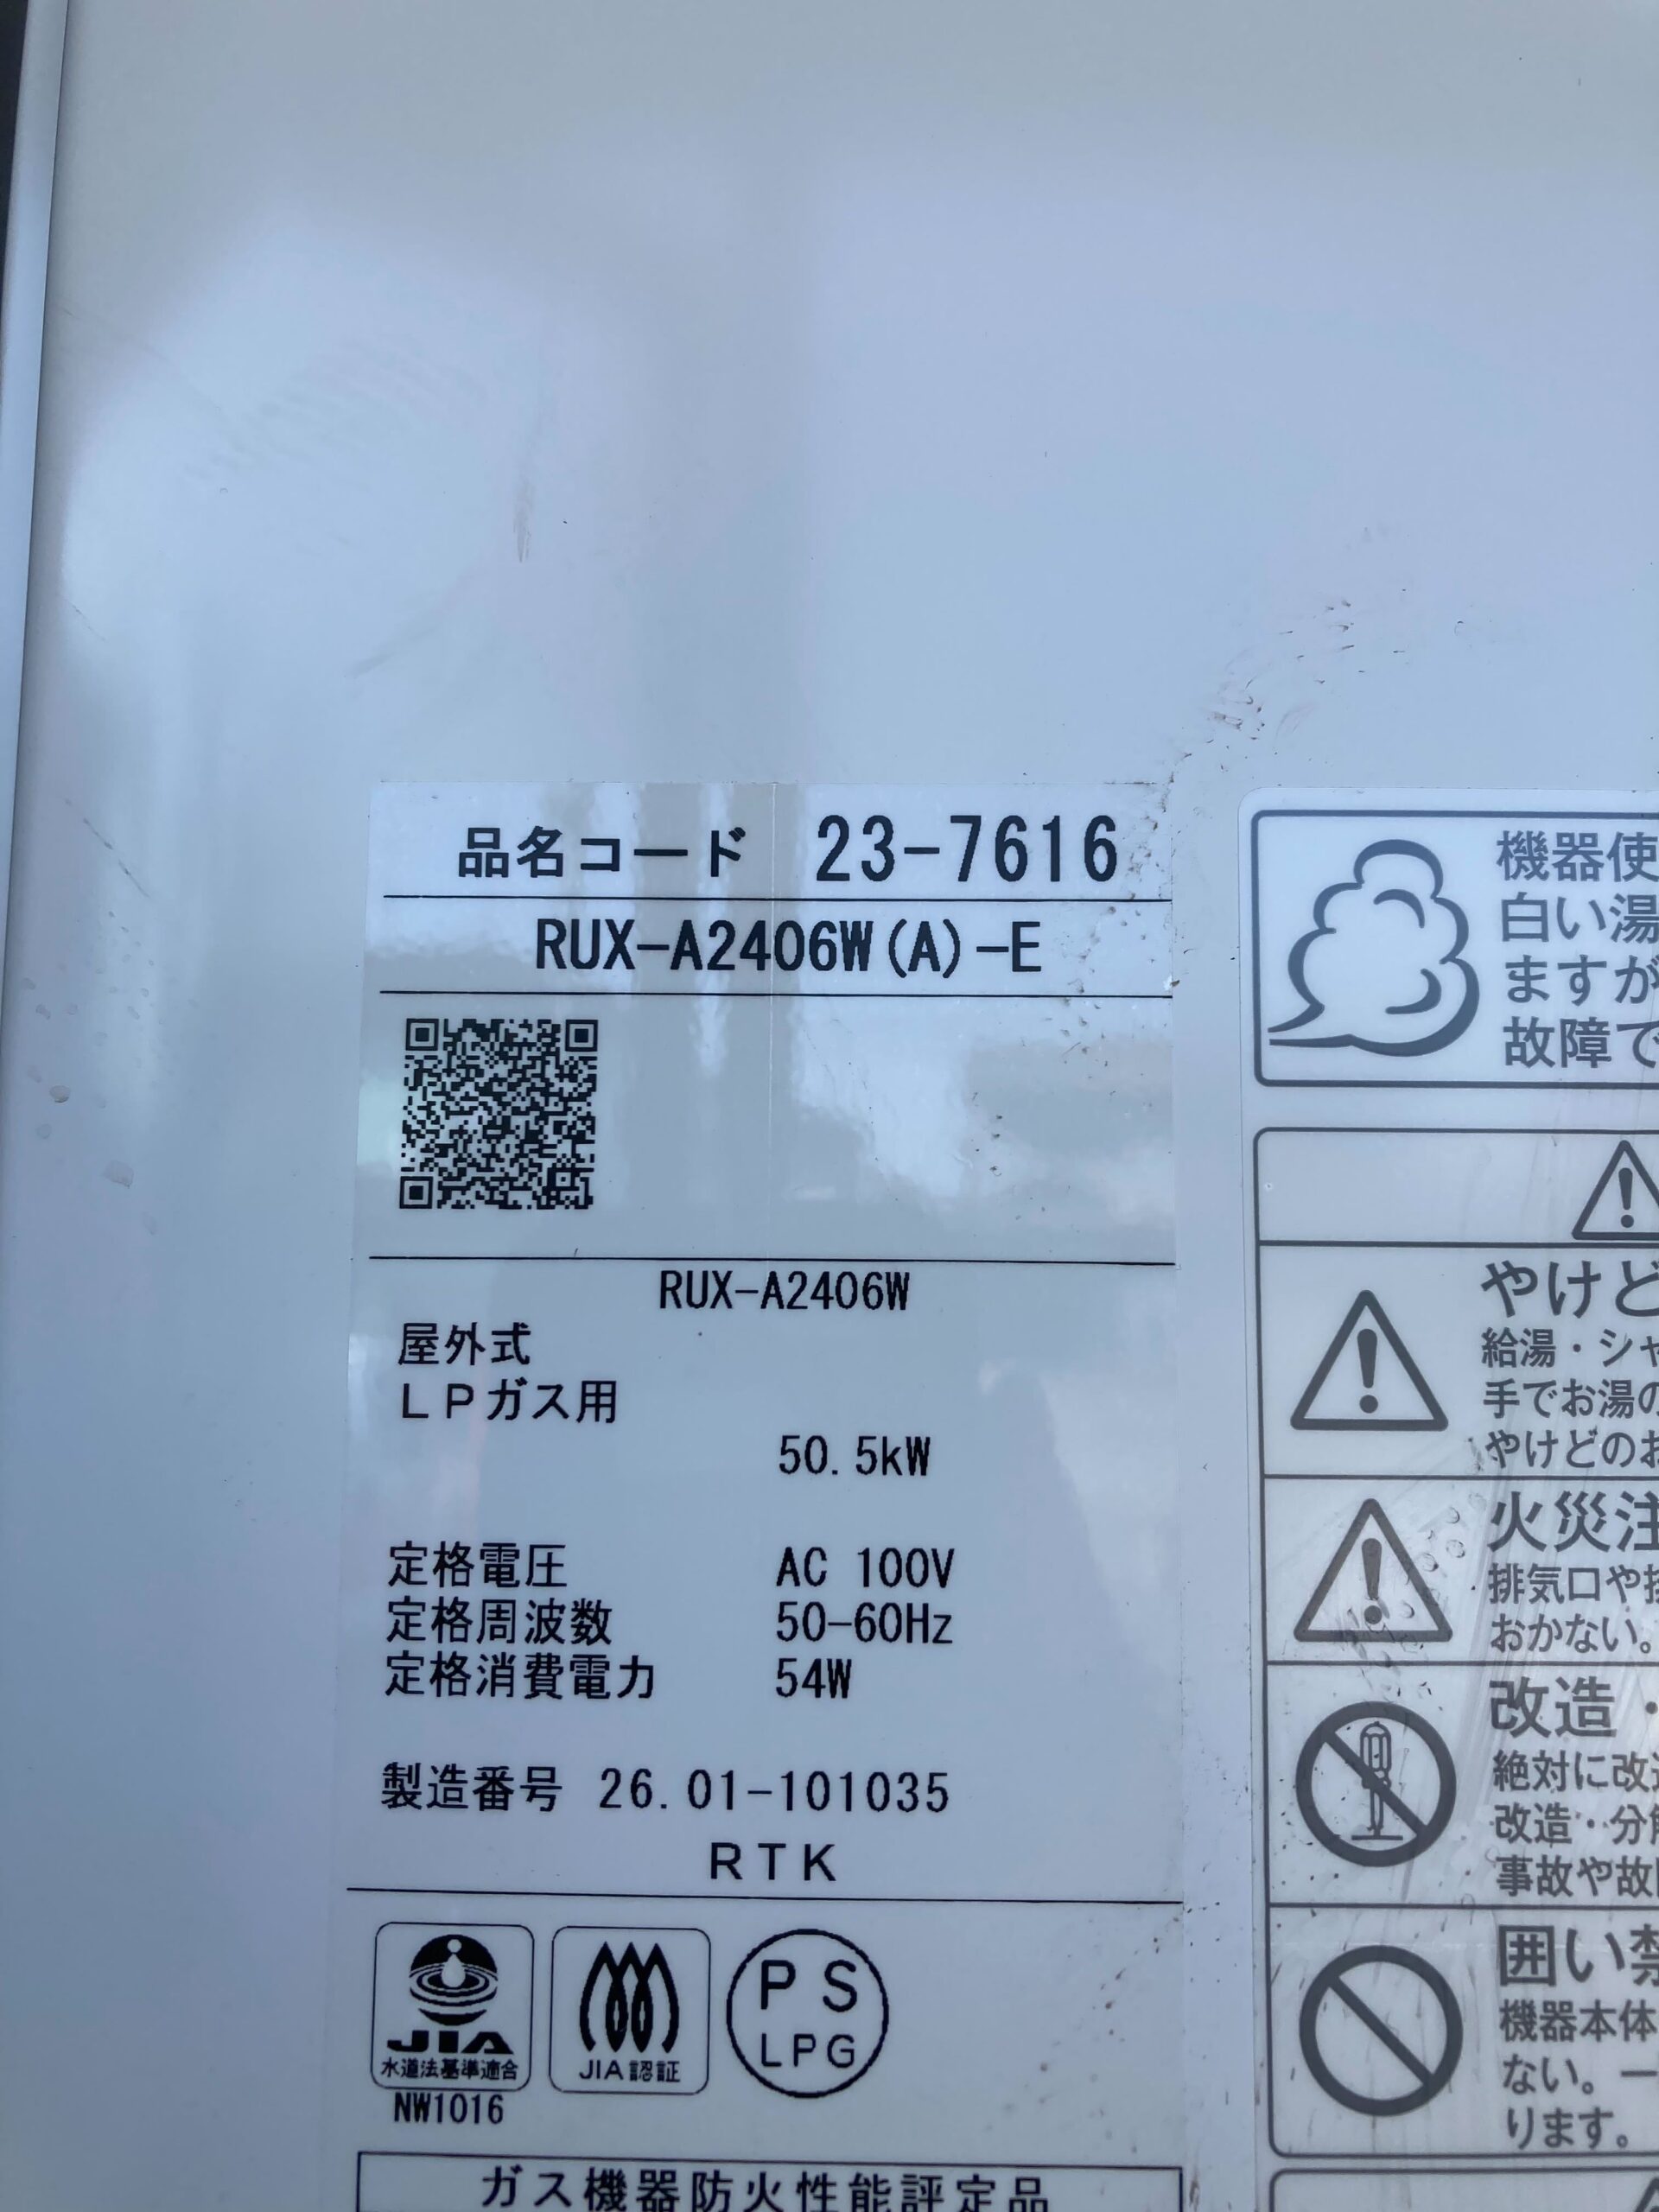 品名コード 23-7616
RUX-A2406W(A)-E
RUX-A2406W
屋外式
LPガス用
50.5kW
定格電圧 AC 100V
定格周波数 50-60Hz
定格消費電力 54W
製造番号 26.01-101035
RTK
JIA
水道法基準適合
NW1016
JIA認証
PS
LPG
ガス機器防火性能評定品
機器使
白い湯
ますが
故障で
やけど
給湯・シャ
手でお湯の
やけどのお
火災注
排気口や排
おかない。
改造・
絶対に改造
改造・分解
事故や故障
囲い禁
機器本体
ない。一
ります。